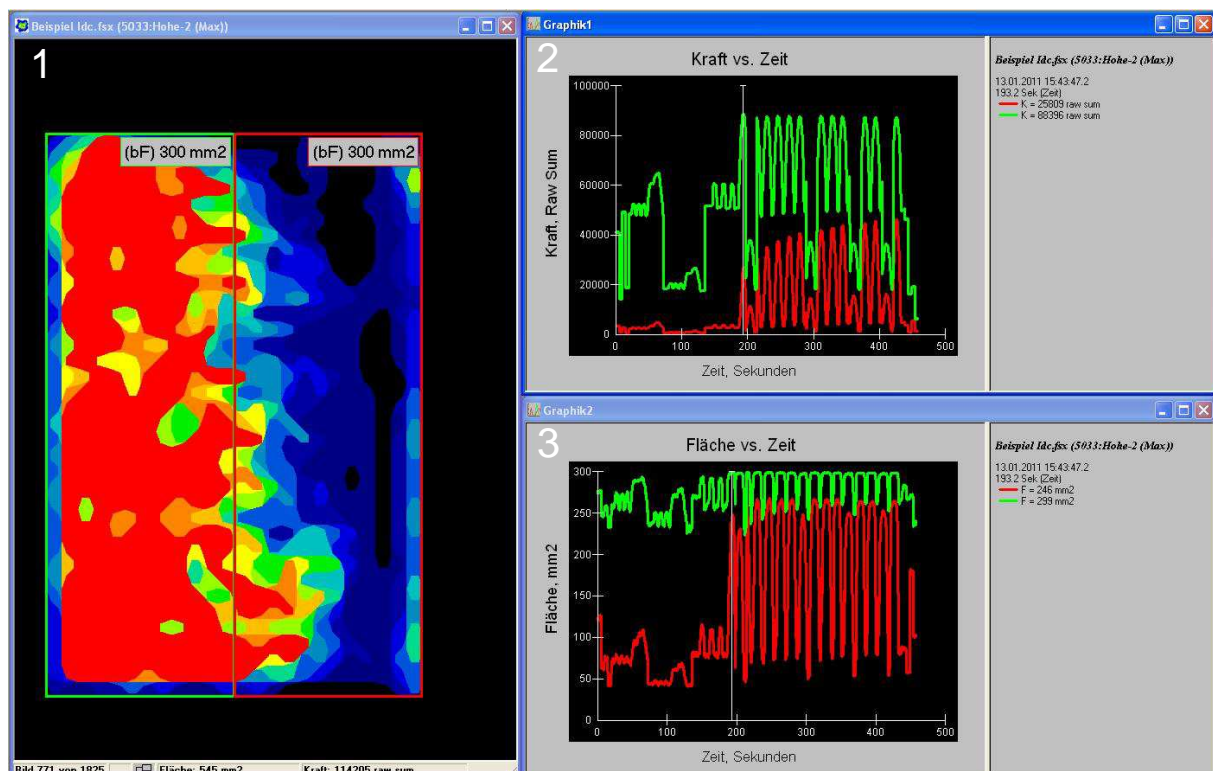 Beispiel Idc.fsx (5033:Hohe-2 (Max))
1
(bF) 300 mm2
(bF) 300 mm2
Bild 771 von 1825
Fläche: 545 mm2
Kraft: 114205 raw sum
Graphik1
2
Kraft vs. Zeit
100000
80000
60000
40000
20000
0
Kraft, Raw Sum
0 100 200 300 400 500
Zeit, Sekunden
Beispiel Idc.fsx (5033:Hohe-2 (Max))
13.01.2011 15:43:47.2
193.2 Sek (Zeit)
K = 25809 raw sum
K = 88396 raw sum
Graphik2
3
Fläche vs. Zeit
300
250
200
150
100
50
0
Fläche, mm2
0 100 200 300 400 500
Zeit, Sekunden
Beispiel Idc.fsx (5033:Hohe-2 (Max))
13.01.2011 15:43:47.2
193.2 Sek (Zeit)
F = 246 mm2
F = 299 mm2